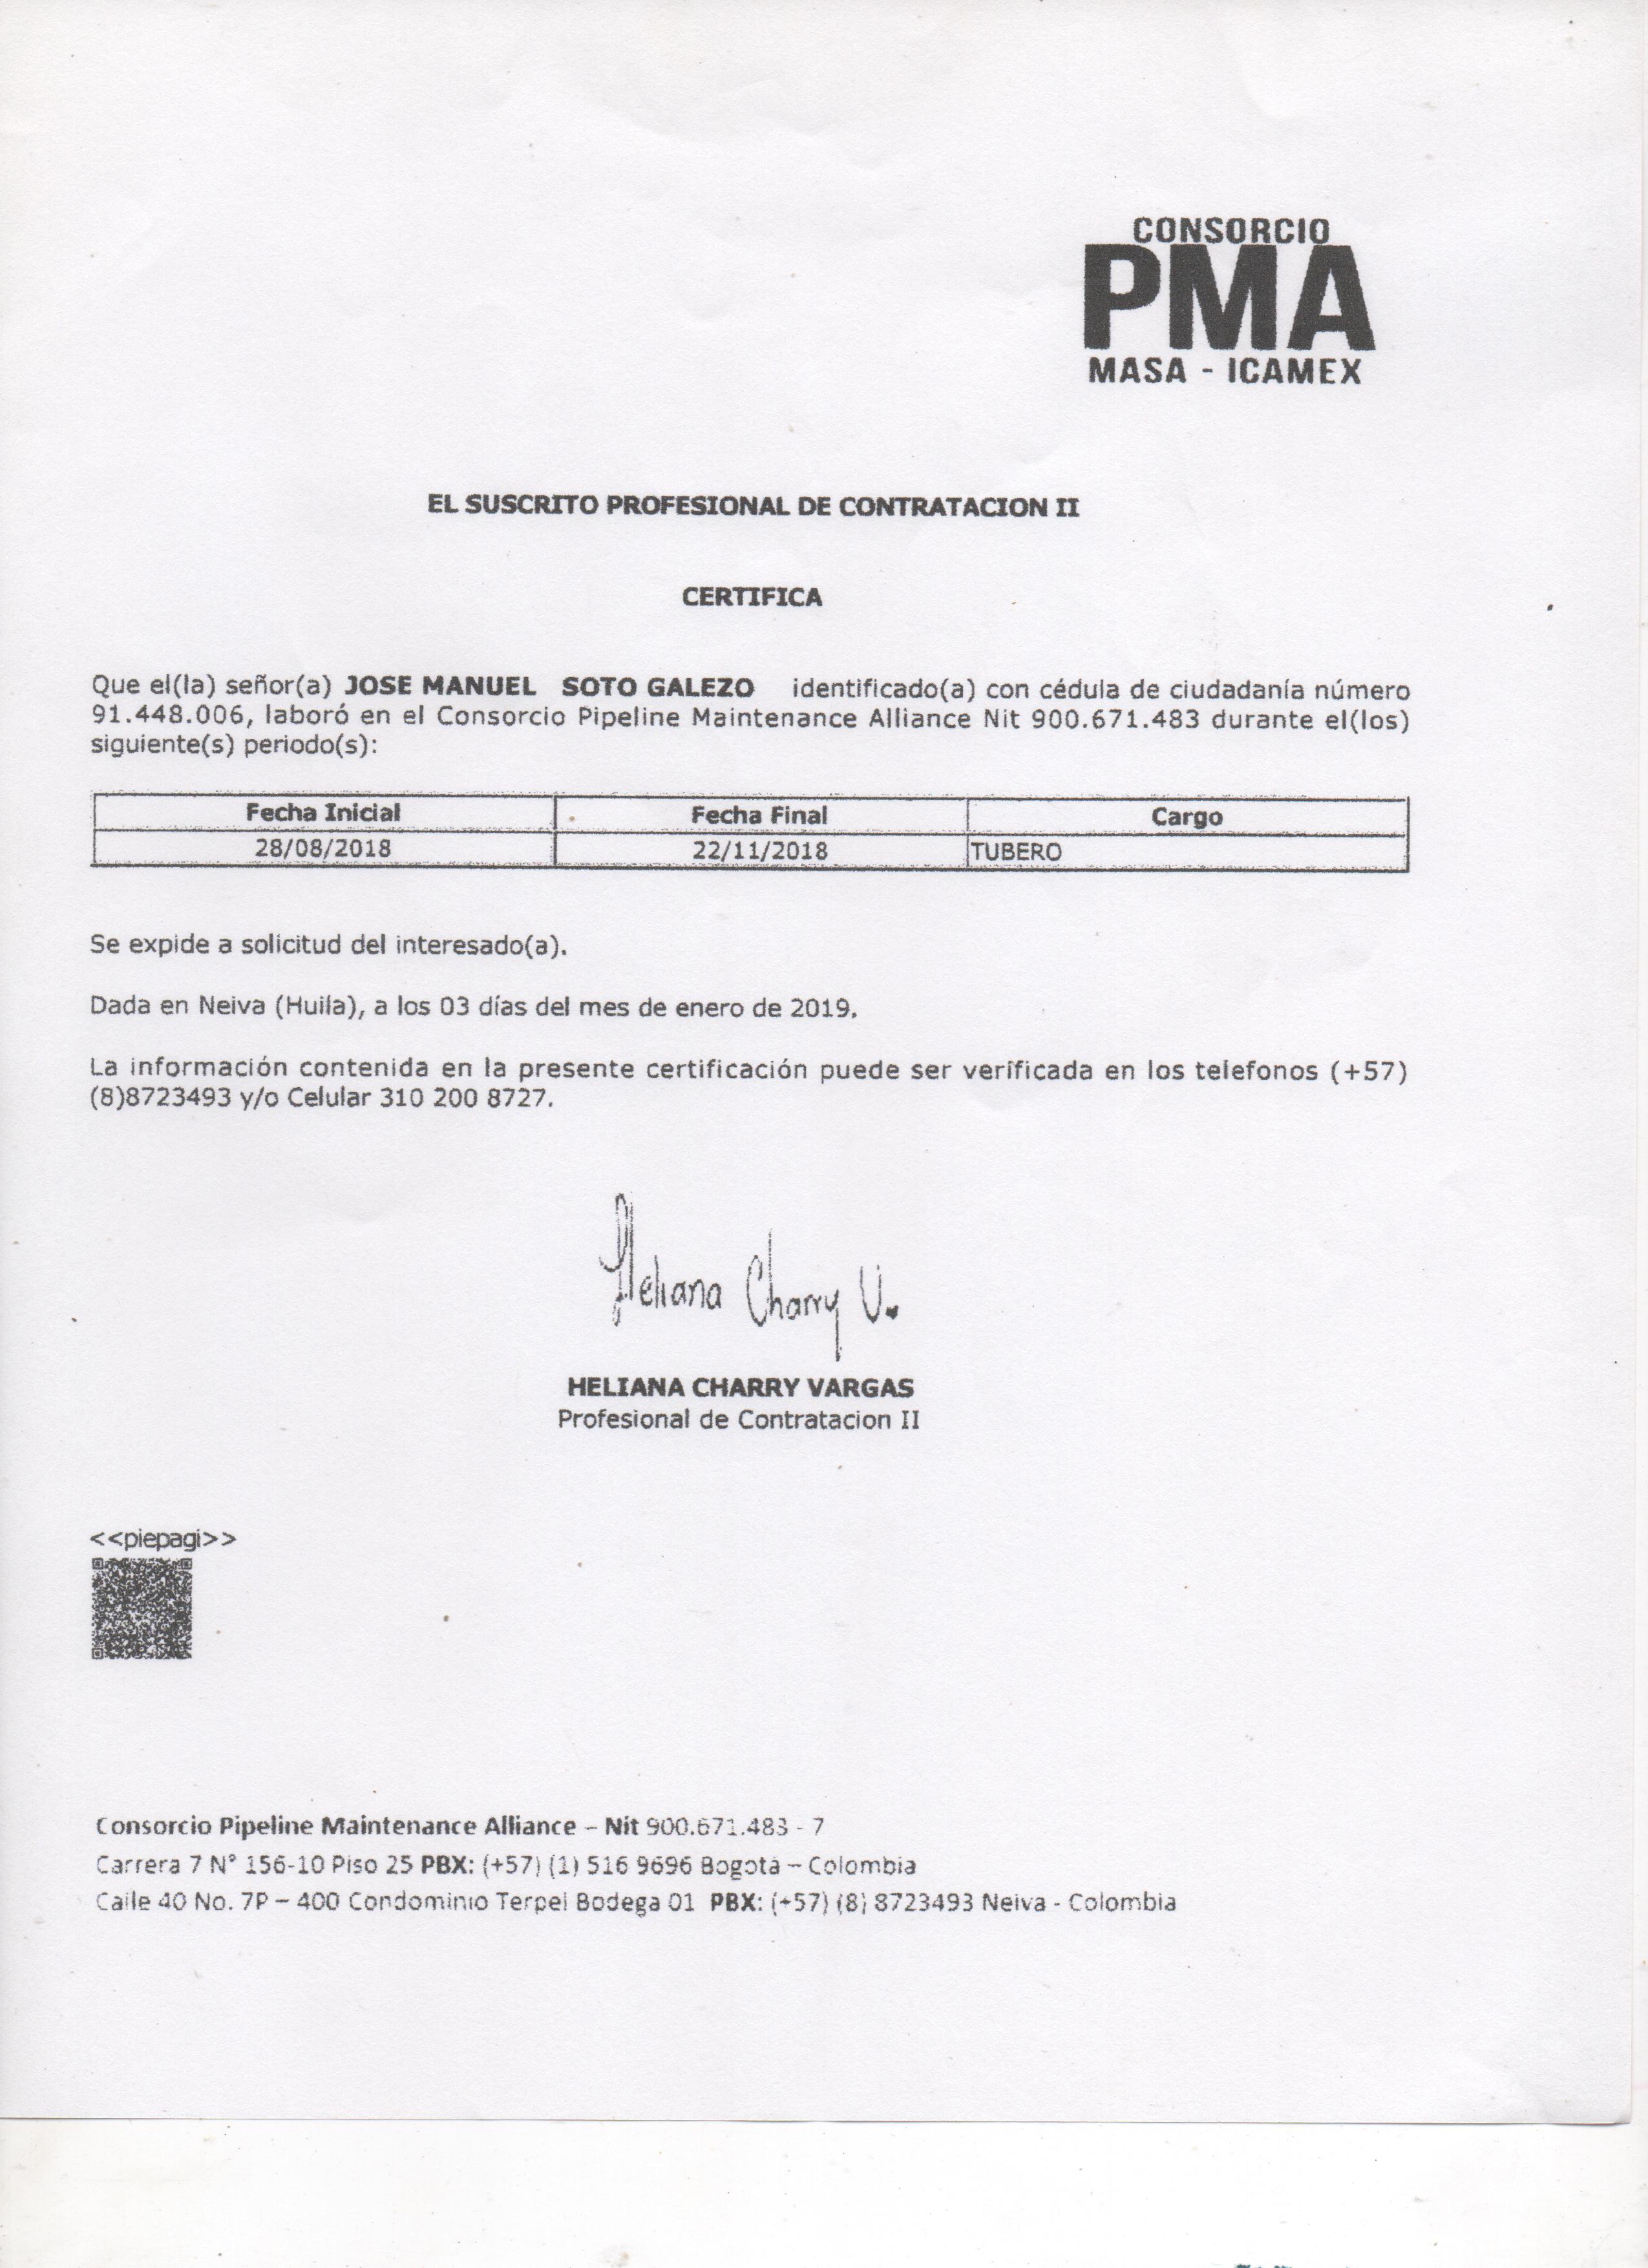 CONSORCIO
PMA
MASA - ICAMEX
EL SUSCRITO PROFESIONAL DE CONTRATACION II
CERTIFICA
Que el(la) señor(a) JOSE MANUEL SOTO GALEZO identificado(a) con cédula de ciudadanía número
91.448.006, laboró en el Consorcio Pipeline Maintenance Alliance Nit 900.671.483 durante el(los)
siguiente(s) periodo(s):
Fecha Inicial Fecha Final Cargo
28/08/2018 22/11/2018 TUBERO
Se expide a solicitud del interesado(a).
Dada en Neiva (Huila), a los 03 días del mes de enero de 2019.
La información contenida en la presente certificación puede ser verificada en los telefonos (+57)
(8)8723493 y/o Celular 310 200 8727.
Heliana Charry V.
HELIANA CHARRY VARGAS
Profesional de Contratacion II
<<piepagi>>
Consorcio Pipeline Maintenance Alliance – Nit 900.671.483 - 7
Carrera 7 N° 156-10 Piso 25 PBX: (+57) (1) 516 9696 Bogotá – Colombia
Calle 40 No. 7P – 400 Condominio Terpel Bodega 01 PBX: (+57) (8) 8723493 Neiva - Colombia